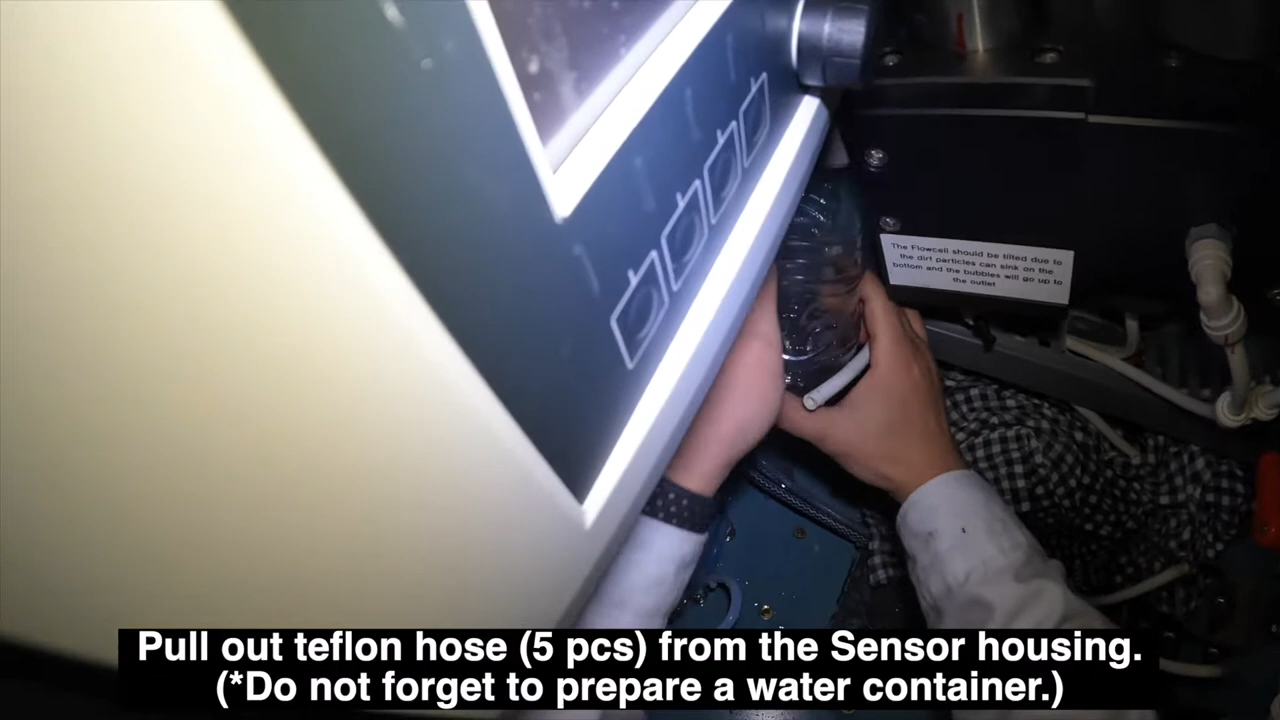 The Flowcell should be tilted due to
the dirt particles can sink on the
bottom and the bubbles will go up to
the outlet
Pull out teflon hose (5 pcs) from the Sensor housing.
(*Do not forget to prepare a water container.)